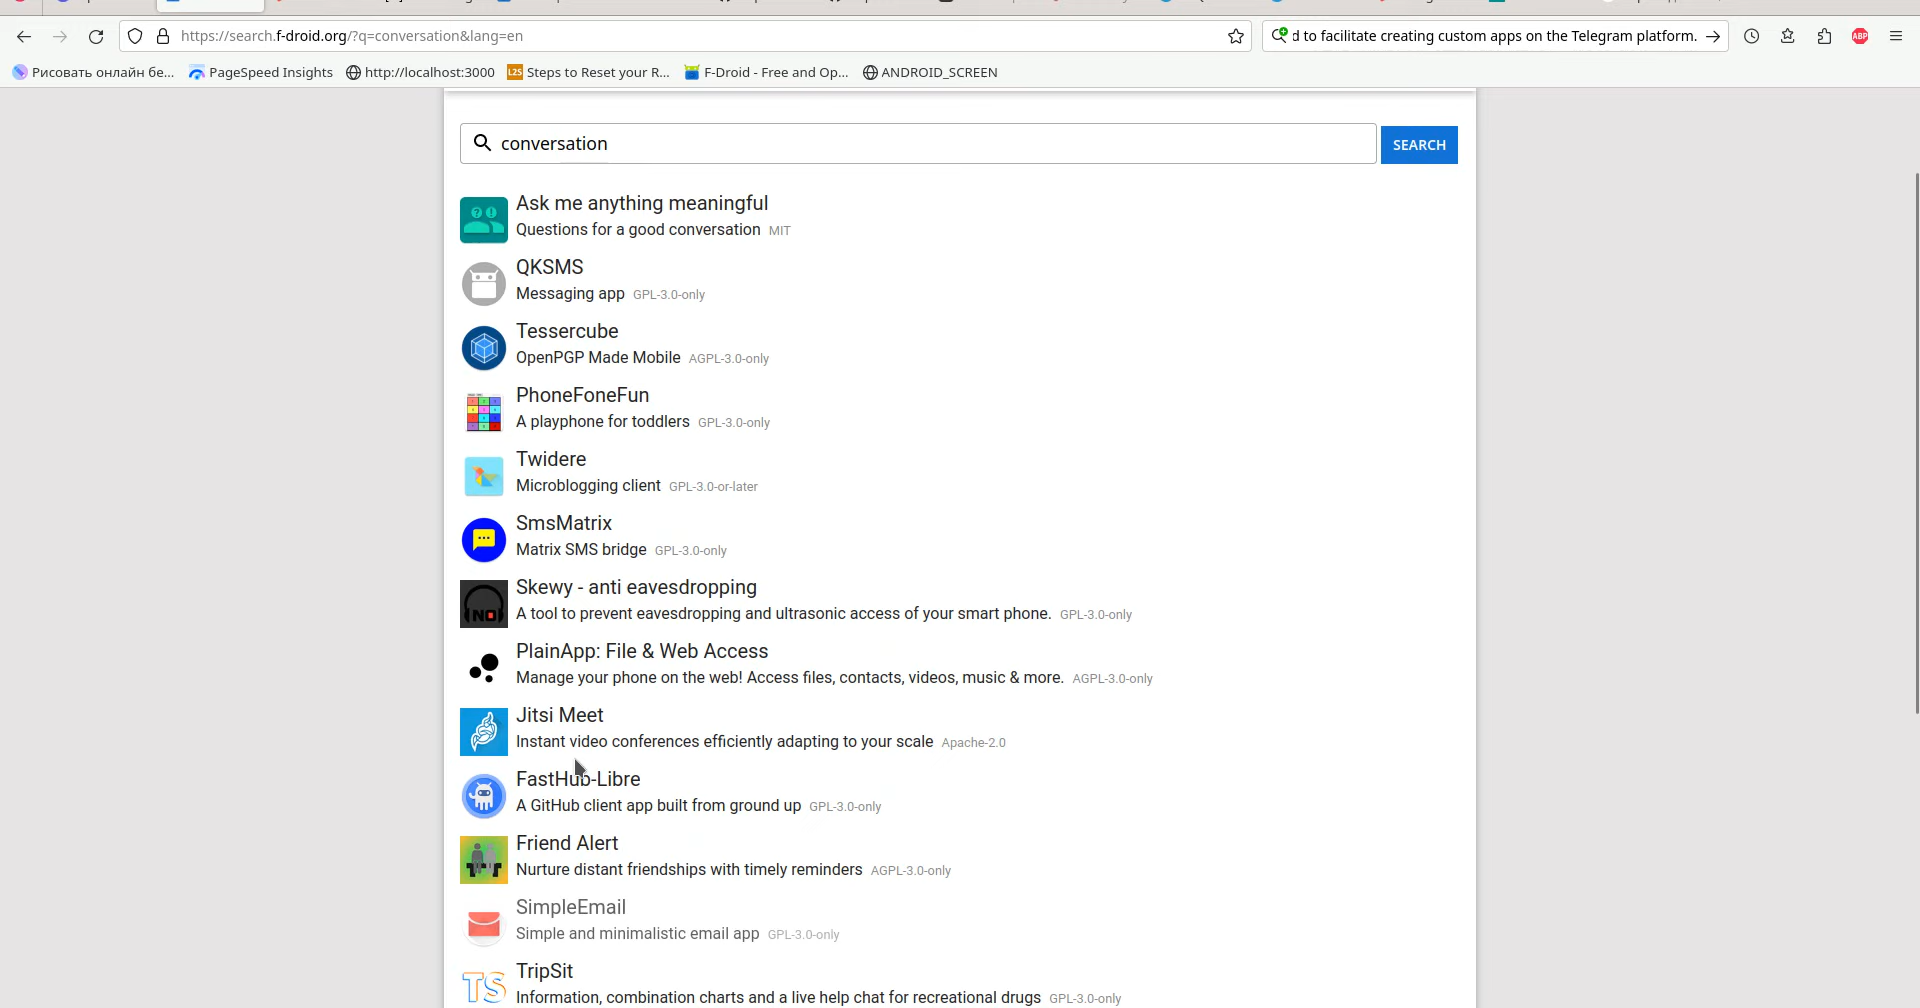 https://search.f-droid.org/?q=conversation&lang=en
d to facilitate creating custom apps on the Telegram platform.
ABP
Рисовать онлайн бе...
PageSpeed Insights
http://localhost:3000
L2S
Steps to Reset your R...
F-Droid - Free and Op...
ANDROID_SCREEN
conversation
SEARCH
Ask me anything meaningful
Questions for a good conversation MIT
QKSMS
Messaging app GPL-3.0-only
Tessercube
OpenPGP Made Mobile AGPL-3.0-only
PhoneFoneFun
A playphone for toddlers GPL-3.0-only
Twidere
Microblogging client GPL-3.0-or-later
SmsMatrix
Matrix SMS bridge GPL-3.0-only
Skewy - anti eavesdropping
NO
A tool to prevent eavesdropping and ultrasonic access of your smart phone. GPL-3.0-only
PlainApp: File & Web Access
Manage your phone on the web! Access files, contacts, videos, music & more. AGPL-3.0-only
Jitsi Meet
Instant video conferences efficiently adapting to your scale Apache-2.0
FastHub-Libre
A GitHub client app built from ground up GPL-3.0-only
Friend Alert
Nurture distant friendships with timely reminders AGPL-3.0-only
SimpleEmail
Simple and minimalistic email app GPL-3.0-only
TripSit
TS
Information, combination charts and a live help chat for recreational drugs GPL-3.0-only